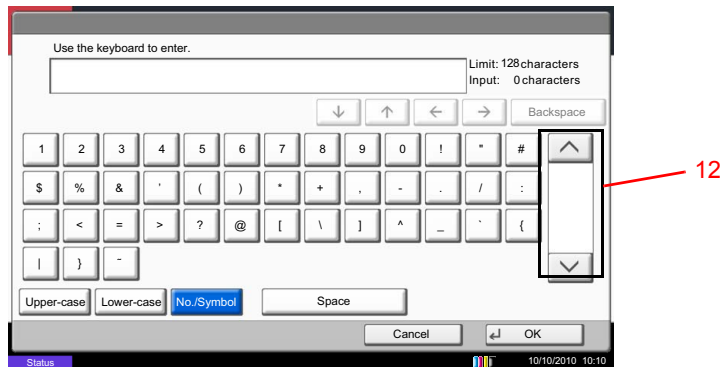 Use the keyboard to enter.
Limit: 128 characters
Input: 0 characters
↓ ↑ ← → Backspace
1 2 3 4 5 6 7 8 9 0 ! " #
12
$ % & ' ( ) * + , - . / :
; < = > ? @ [ \ ] ^ _ ` {
| } ~
Upper-case Lower-case No./Symbol Space
Cancel ↵ OK
Status 10/10/2010 10:10